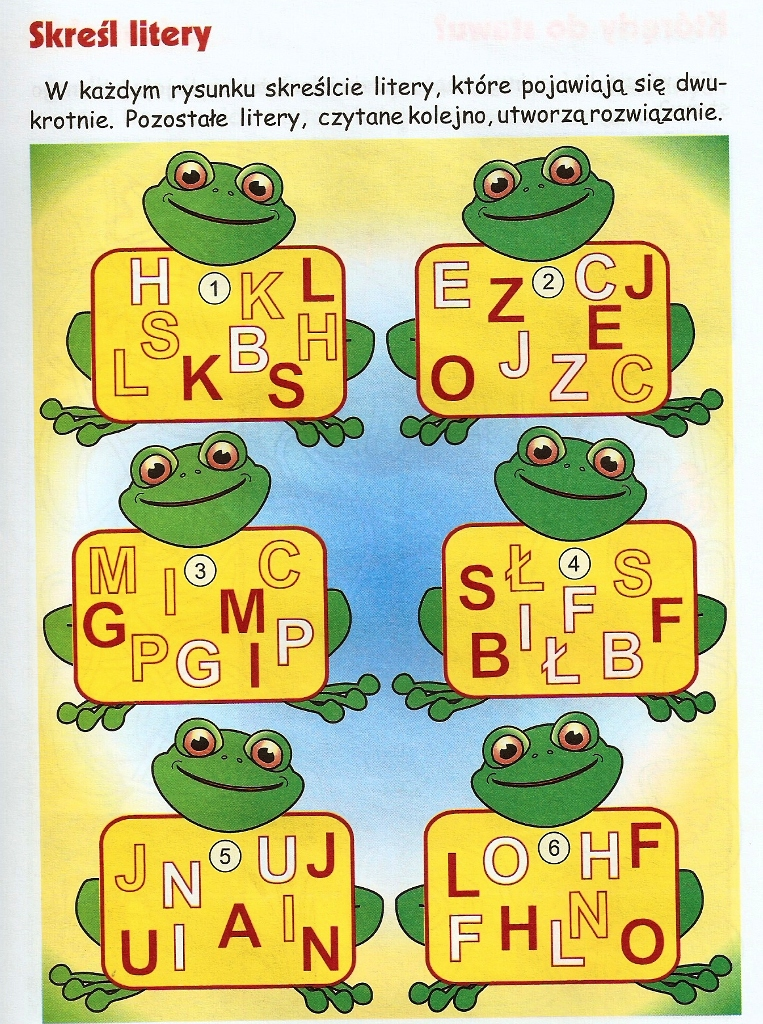 Skreśl litery
W każdym rysunku skreślcie litery, które pojawiają się dwu-
krotnie. Pozostałe litery, czytane kolejno, utworzą rozwiązanie.
H 1 K L
S B H
L K S
E Z 2 C J
E
O J Z C
M I 3 C
G M
P G I P
S Ł 4 S
I F F
B Ł B
J N 5 U J
U I A I N
L O 6 H F
F H L N O